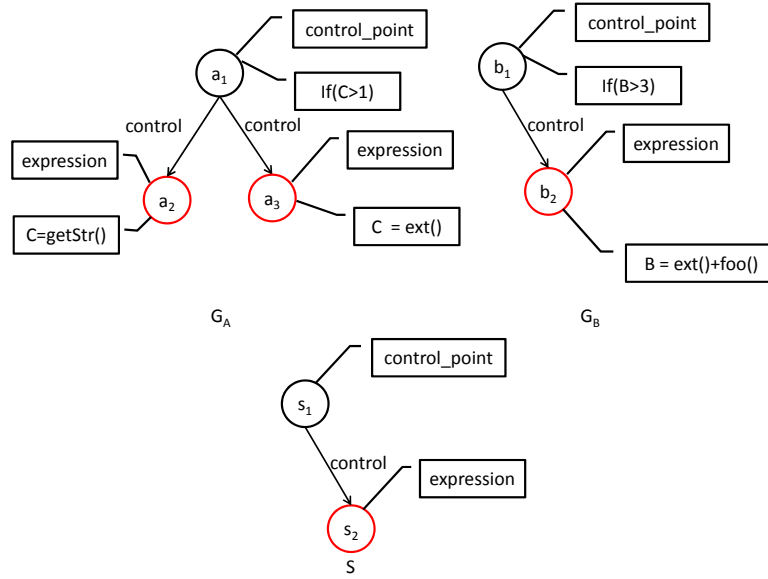 control_point
a1
If(C>1)
control
control
expression
expression
a2
a3
C=getStr()
C = ext()
GA
control_point
b1
If(B>3)
control
expression
b2
B = ext()+foo()
GB
control_point
s1
control
expression
s2
S